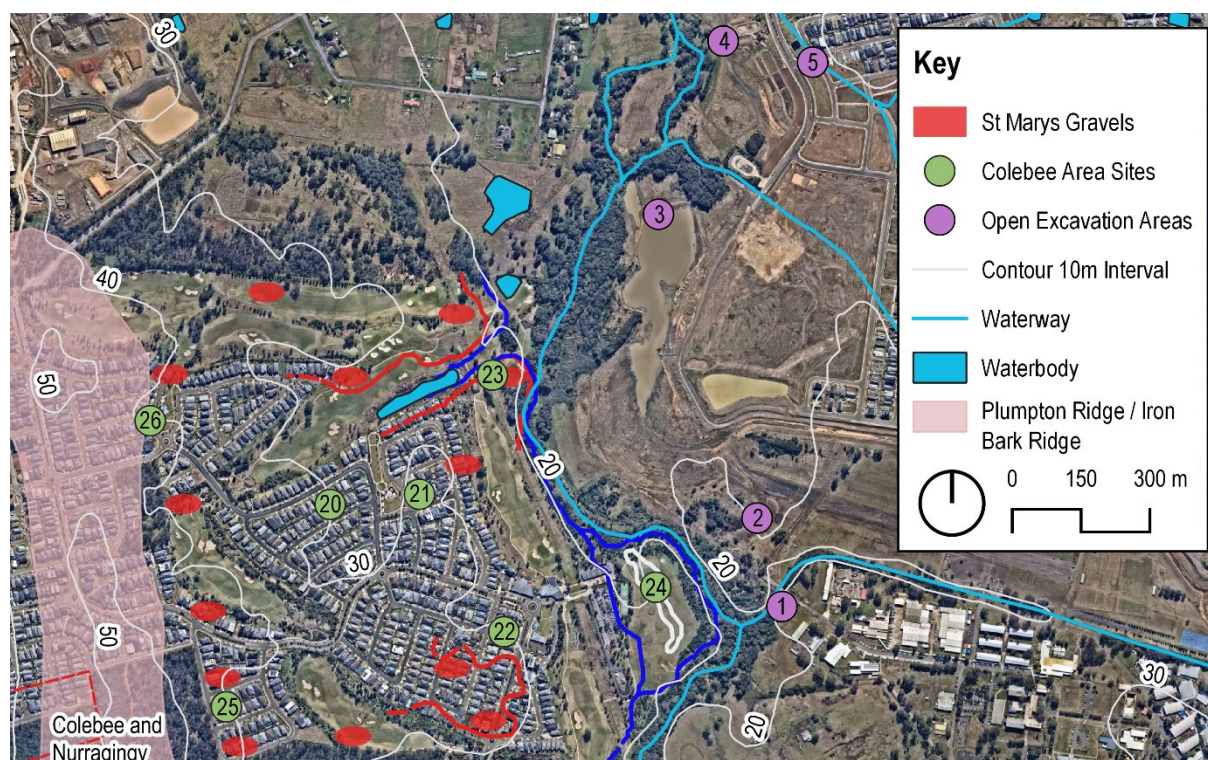 30
4
5
3
40
50
23
26
20
20
21
2
30
20
24
1
22
50
25
20
30
Colebee and
Nurragingy
Key
St Marys Gravels
Colebee Area Sites
Open Excavation Areas
Contour 10m Interval
Waterway
Waterbody
Plumpton Ridge / Iron
Bark Ridge
0 150 300 m